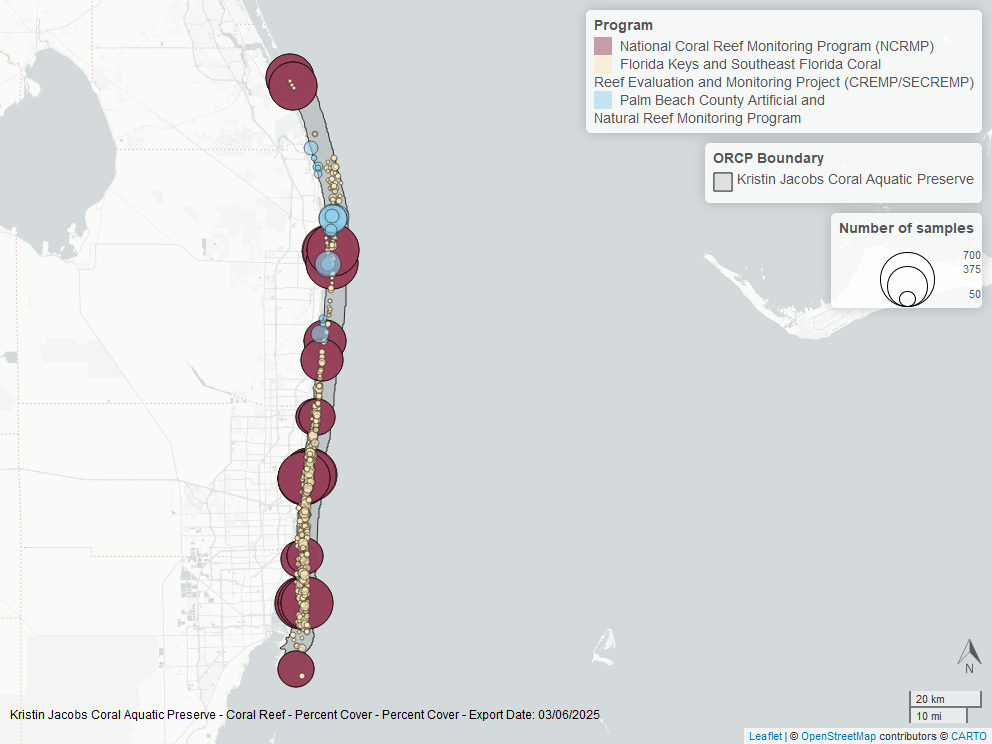 Program
National Coral Reef Monitoring Program (NCRMP)
Florida Keys and Southeast Florida Coral
Reef Evaluation and Monitoring Project (CREMP/SECREMP)
Palm Beach County Artificial and
Natural Reef Monitoring Program
ORCP Boundary
Kristin Jacobs Coral Aquatic Preserve
Number of samples
700
375
50
N
20 km
10 mi
Kristin Jacobs Coral Aquatic Preserve - Coral Reef - Percent Cover - Percent Cover - Export Date: 03/06/2025
Leaflet | © OpenStreetMap contributors © CARTO